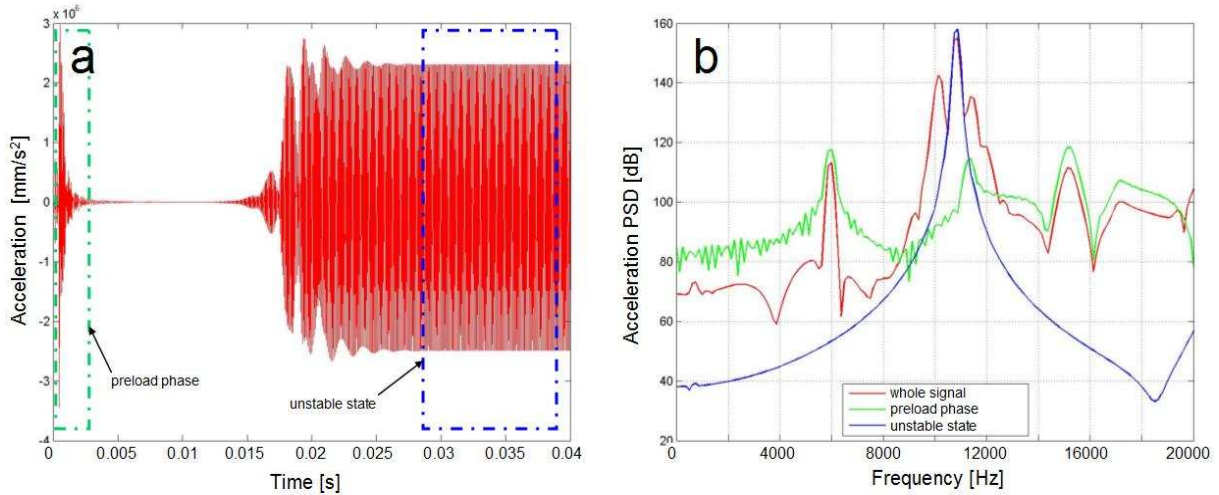 × 10⁶
3
2
1
0
-1
-2
-3
-4
a
Acceleration [mm/s²]
preload phase
unstable state
0 0.005 0.01 0.015 0.02 0.025 0.03 0.035 0.04
Time [s]
160
140
120
100
80
60
40
20
b
Acceleration PSD [dB]
whole signal
preload phase
unstable state
0 4000 8000 12000 16000 20000
Frequency [Hz]